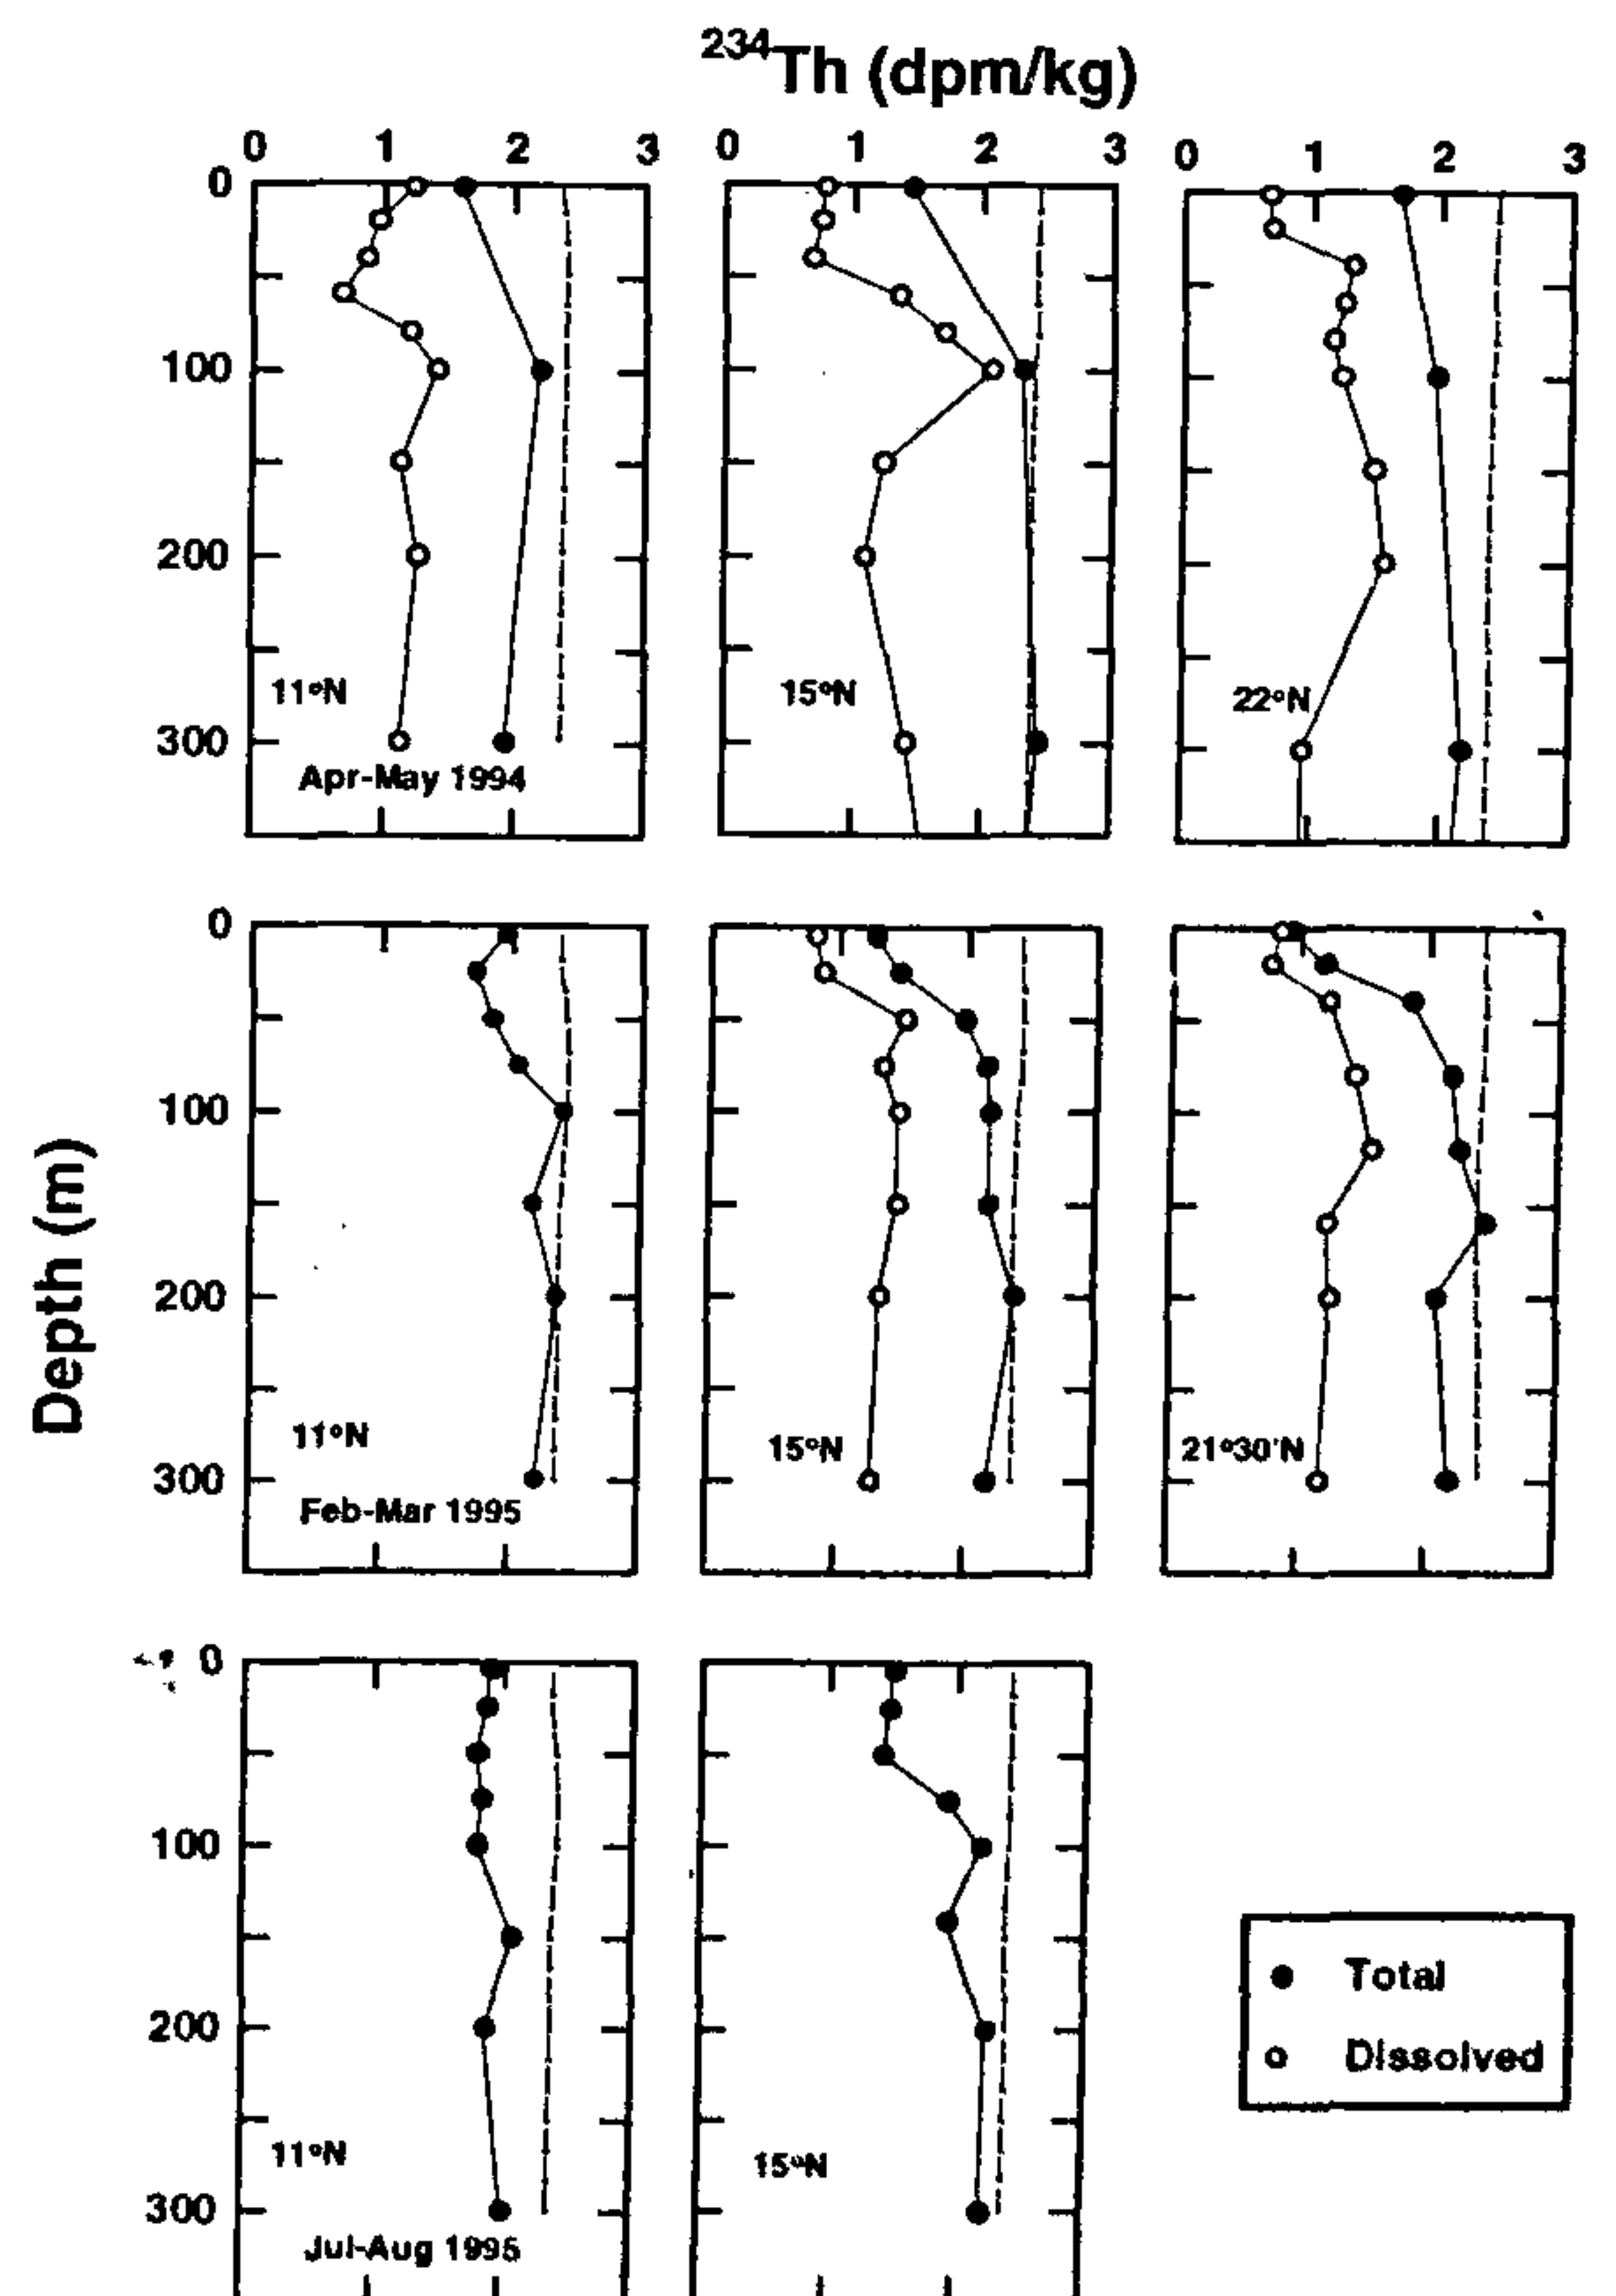 ²³⁴Th (dpm/kg)
0 1 2 3 0 1 2 3 0 1 2 3
0
100
200
300
11°N
Apr-May 1994
15°N
22°N
Depth (m)
0
100
200
300
11°N
Feb-Mar 1995
15°N
21°30'N
0
100
200
300
11°N
Jul-Aug 1995
15°N
Total
Dissolved